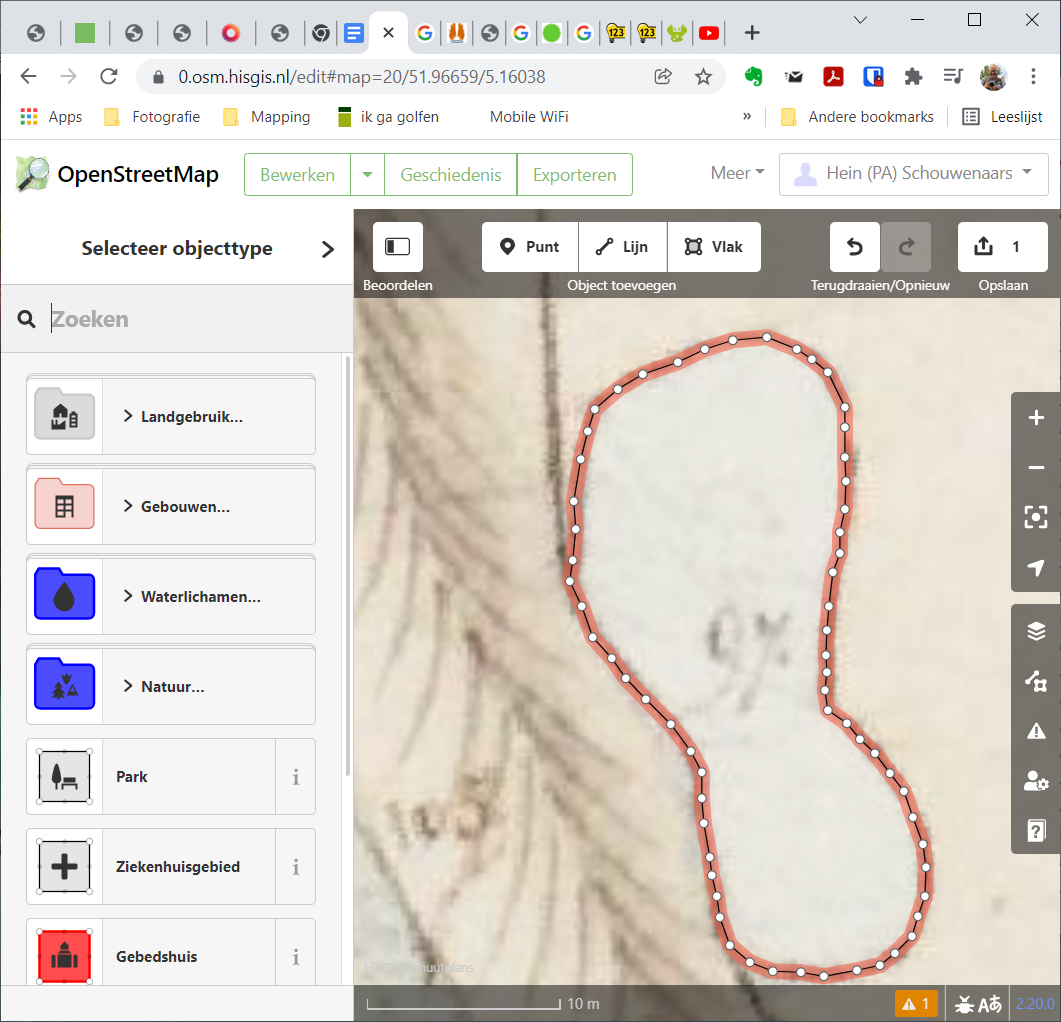 123
123
0.osm.hisgis.nl/edit#map=20/51.96659/5.16038
Apps
Fotografie
Mapping
ik ga golfen
Mobile WiFi
»
Andere bookmarks
Leeslijst
OpenStreetMap
Bewerken
Geschiedenis
Exporteren
Meer
Hein (PA) Schouwenaars
Selecteer objecttype
Zoeken
Beoordelen
Punt
Lijn
Vlak
Object toevoegen
Terugdraaien/Opnieuw
1
Opslaan
Landgebruik...
Gebouwen...
Waterlichamen...
Natuur...
Park
i
Ziekenhuisgebied
i
Gebedshuis
i
10 m
1
2.20.0